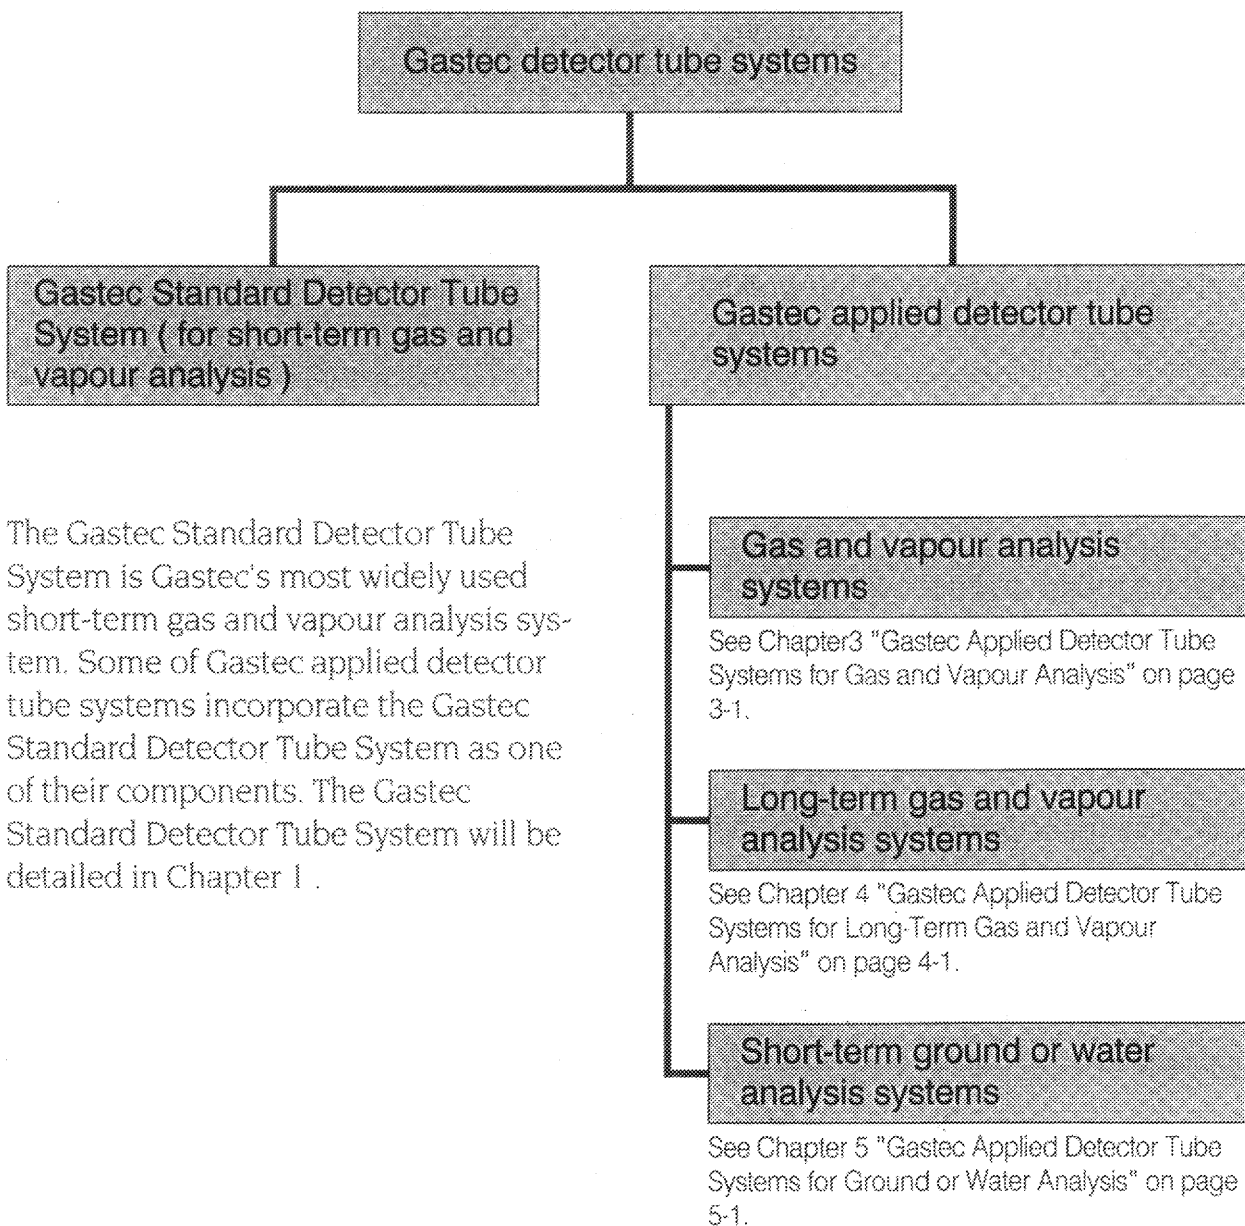 Gastec detector tube systems
Gastec Standard Detector Tube
System ( for short-term gas and
vapour analysis )
The Gastec Standard Detector Tube
System is Gastec's most widely used
short-term gas and vapour analysis sys-
tem. Some of Gastec applied detector
tube systems incorporate the Gastec
Standard Detector Tube System as one
of their components. The Gastec
Standard Detector Tube System will be
detailed in Chapter 1 .
Gastec applied detector tube
systems
Gas and vapour analysis
systems
See Chapter3 "Gastec Applied Detector Tube
Systems for Gas and Vapour Analysis" on page
3-1.
Long-term gas and vapour
analysis systems
See Chapter 4 "Gastec Applied Detector Tube
Systems for Long-Term Gas and Vapour
Analysis" on page 4-1.
Short-term ground or water
analysis systems
See Chapter 5 "Gastec Applied Detector Tube
Systems for Ground or Water Analysis" on page
5-1.